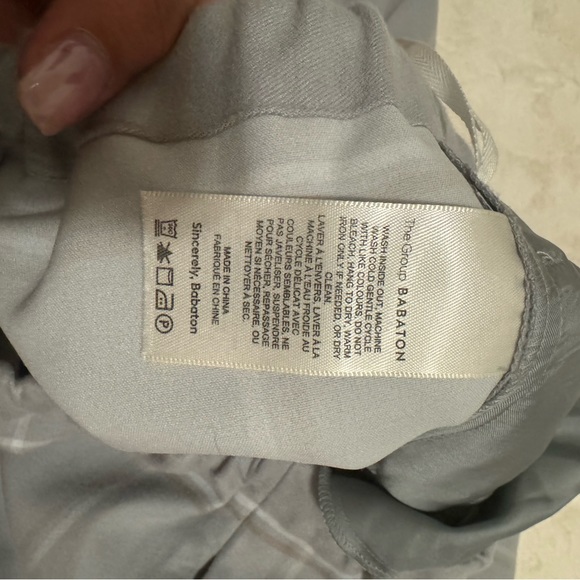 The Group BABATON
WASH INSIDE OUT, MACHINE
WASH COLD GENTLE CYCLE
WITH LIKE COLOURS, DO NOT
BLEACH, HANG TO DRY, WARM
IRON ONLY IF NEEDED, OR DRY
CLEAN.
LAVER À L'ENVERS, LAVER À LA
MACHINE À L'EAU FROIDE AU
CYCLE DÉLICAT AVEC
COULEURS SEMBLABLES, NE
PAS JAVELISER, SUSPENDRE
POUR SÉCHER, REPASSAGE
MOYEN SI NÉCESSAIRE, OU
NETTOYER À SEC.
MADE IN CHINA
FABRIQUÉ EN CHINE
Sincerely, Babaton